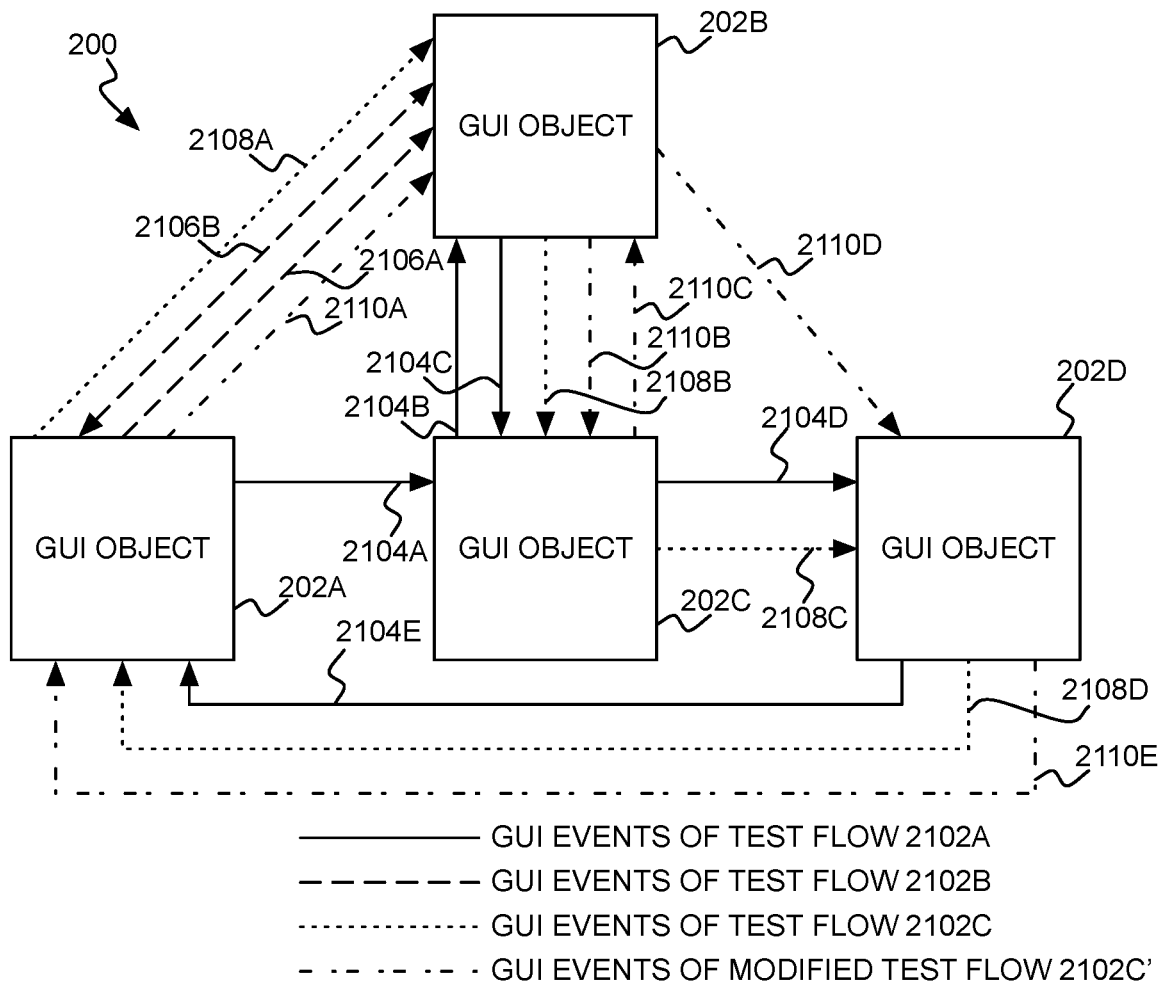 200
202B
GUI OBJECT
2108A
2106B
2106A
2110A
2110D
2110C
2110B
2104C
2108B
2104B
202D
2104D
GUI OBJECT
GUI OBJECT
GUI OBJECT
2104A
202A
202C
2108C
2104E
2108D
2110E
GUI EVENTS OF TEST FLOW 2102A
GUI EVENTS OF TEST FLOW 2102B
GUI EVENTS OF TEST FLOW 2102C
GUI EVENTS OF MODIFIED TEST FLOW 2102C’